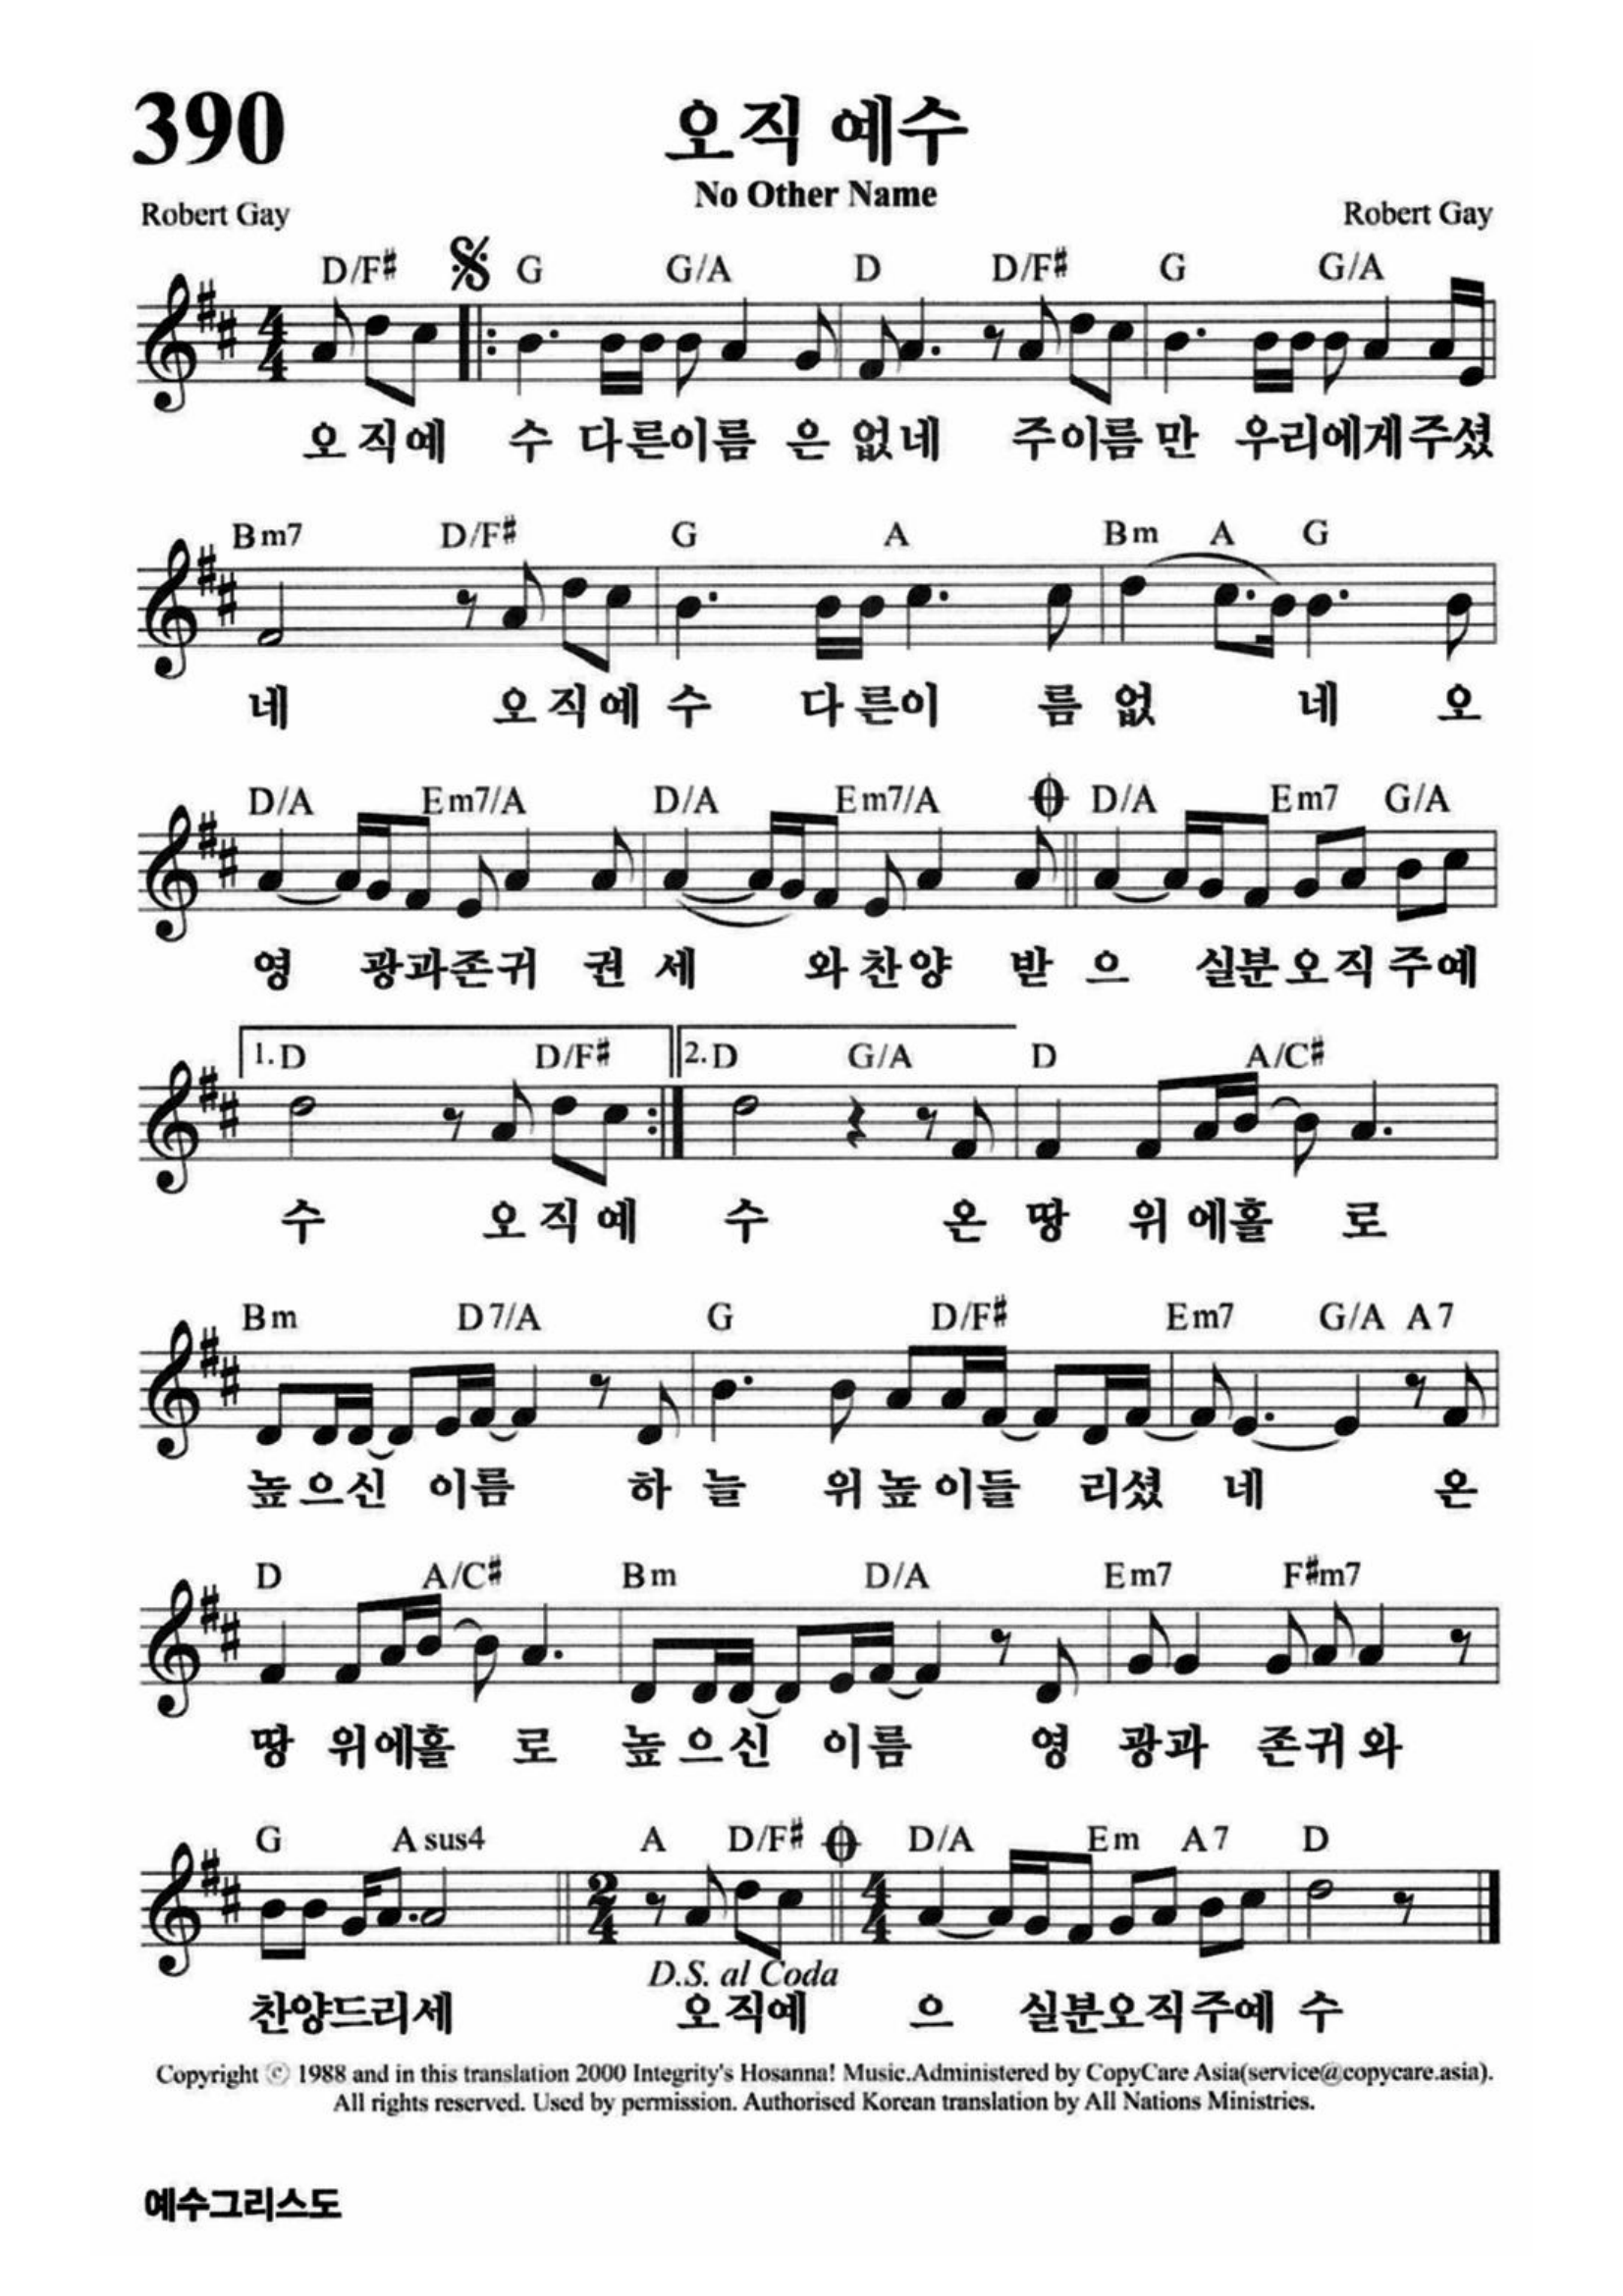 390
오직 예수
No Other Name
Robert Gay
Robert Gay
D/F# G G/A D D/F# G G/A
4/4
오직예 수 다른이름 은 없네 주이름만 우리에게주셨
Bm7 D/F# G A Bm A G
네 오직예수 다른이 름 없 네 오
D/A Em7/A D/A Em7/A D/A Em7 G/A
영 광과존귀 권 세 와찬양 받 으 실분오직주예
1. D D/F# 2. D G/A D A/C#
수 오직예 수 온 땅 위에홀 로
Bm D7/A G D/F# Em7 G/A A7
높으신 이름 하 늘 위높이들 리셨 네 온
D A/C# Bm D/A Em7 F#m7
땅 위에홀 로 높으신 이름 영 광과 존귀와
G Asus4 A D/F# D/A Em A7 D
2/4 4/4
D.S. al Coda
찬양드리세 오직예 으 실분오직주예 수
Copyright © 1988 and in this translation 2000 Integrity's Hosanna! Music.Administered by CopyCare Asia(service@copycare.asia).
All rights reserved. Used by permission. Authorised Korean translation by All Nations Ministries.
예수그리스도